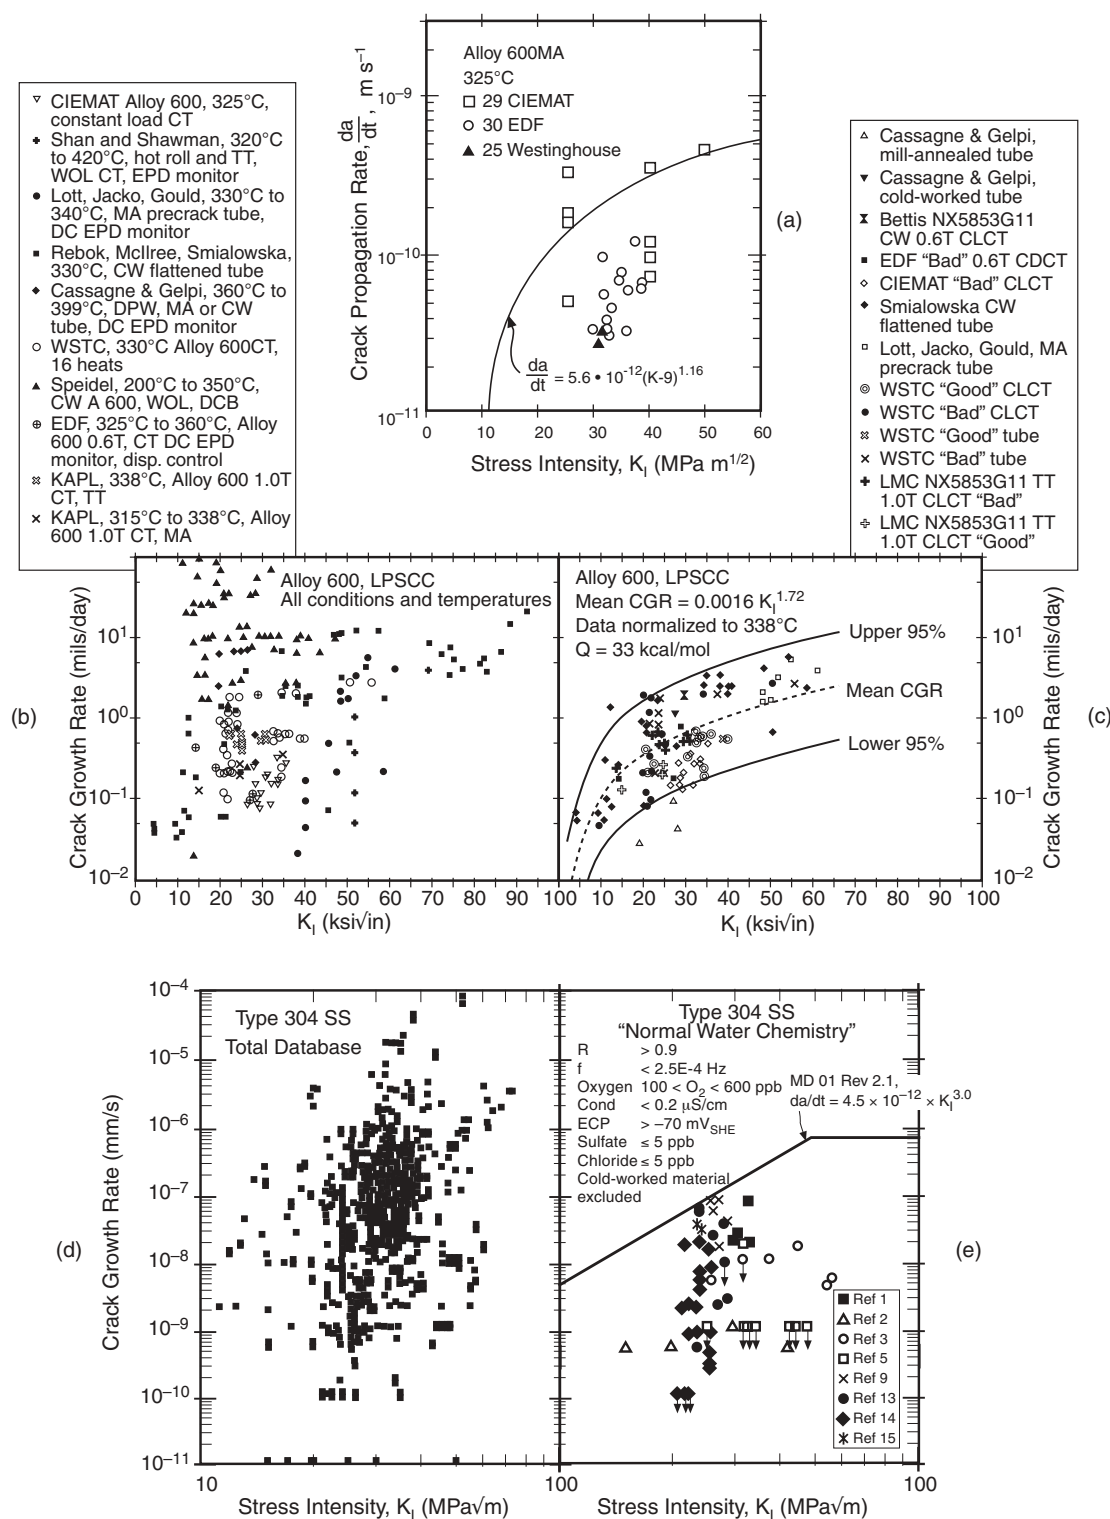 Crack Propagation Rate, da/dt , m s⁻¹
10⁻⁹
10⁻¹⁰
10⁻¹¹
Alloy 600MA
325°C
29 CIEMAT
30 EDF
25 Westinghouse
da/dt = 5.6 • 10⁻¹²(K-9)¹·¹⁶
0 10 20 30 40 50 60
Stress Intensity, K_I (MPa m^1/2)
(a)
CIEMAT Alloy 600, 325°C,
constant load CT
Shan and Shawman, 320°C
to 420°C, hot roll and TT,
WOL CT, EPD monitor
Lott, Jacko, Gould, 330°C to
340°C, MA precrack tube,
DC EPD monitor
Rebok, McIlree, Smialowska,
330°C, CW flattened tube
Cassagne & Gelpi, 360°C to
399°C, DPW, MA or CW
tube, DC EPD monitor
WSTC, 330°C Alloy 600CT,
16 heats
Speidel, 200°C to 350°C,
CW A 600, WOL, DCB
EDF, 325°C to 360°C, Alloy
600 0.6T, CT DC EPD
monitor, disp. control
KAPL, 338°C, Alloy 600 1.0T
CT, TT
KAPL, 315°C to 338°C, Alloy
600 1.0T CT, MA
Cassagne & Gelpi,
mill-annealed tube
Cassagne & Gelpi,
cold-worked tube
Bettis NX5853G11
CW 0.6T CLCT
EDF “Bad” 0.6T CDCT
CIEMAT “Bad” CLCT
Smialowska CW
flattened tube
Lott, Jacko, Gould, MA
precrack tube
WSTC “Good” CLCT
WSTC “Bad” CLCT
WSTC “Good” tube
WSTC “Bad” tube
LMC NX5853G11 TT
1.0T CLCT “Bad”
LMC NX5853G11 TT
1.0T CLCT “Good”
(b)
Crack Growth Rate (mils/day)
10¹
10⁰
10⁻¹
10⁻²
Alloy 600, LPSCC
All conditions and temperatures
0 10 20 30 40 50 60 70 80 90 100
K_I (ksi√in)
Alloy 600, LPSCC
Mean CGR = 0.0016 K_I^1.72
Data normalized to 338°C
Q = 33 kcal/mol
Upper 95%
Mean CGR
Lower 95%
0 10 20 30 40 50 60 70 80 90 100
K_I (ksi√in)
10¹
10⁰
10⁻¹
10⁻²
Crack Growth Rate (mils/day)
(c)
(d)
Crack Growth Rate (mm/s)
10⁻⁴
10⁻⁵
10⁻⁶
10⁻⁷
10⁻⁸
10⁻⁹
10⁻¹⁰
10⁻¹¹
Type 304 SS
Total Database
10 100
Stress Intensity, K_I (MPa√m)
Type 304 SS
“Normal Water Chemistry”
R > 0.9
f < 2.5E-4 Hz
Oxygen 100 < O₂ < 600 ppb
Cond < 0.2 μS/cm
ECP > −70 mV_SHE
Sulfate ≤ 5 ppb
Chloride ≤ 5 ppb
Cold-worked material
excluded
MD 01 Rev 2.1,
da/dt = 4.5 × 10⁻¹² × K_I^3.0
Ref 1
Ref 2
Ref 3
Ref 5
Ref 9
Ref 13
Ref 14
Ref 15
100
Stress Intensity, K_I (MPa√m)
(e)